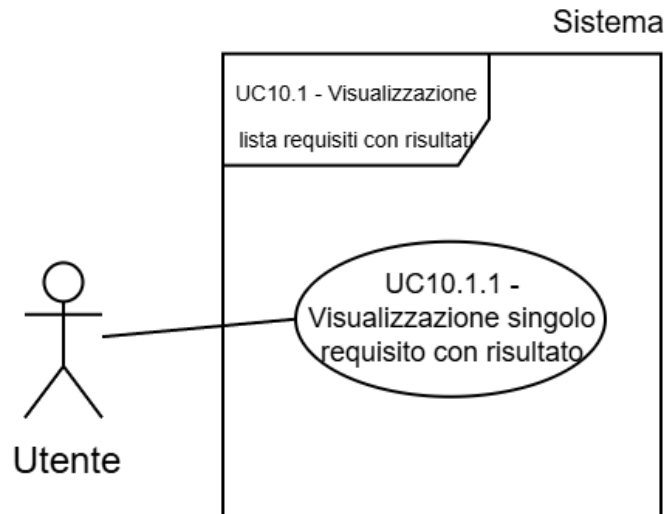 Sistema
UC10.1 - Visualizzazione
lista requisiti con risultati
UC10.1.1 -
Visualizzazione singolo
requisito con risultato
Utente